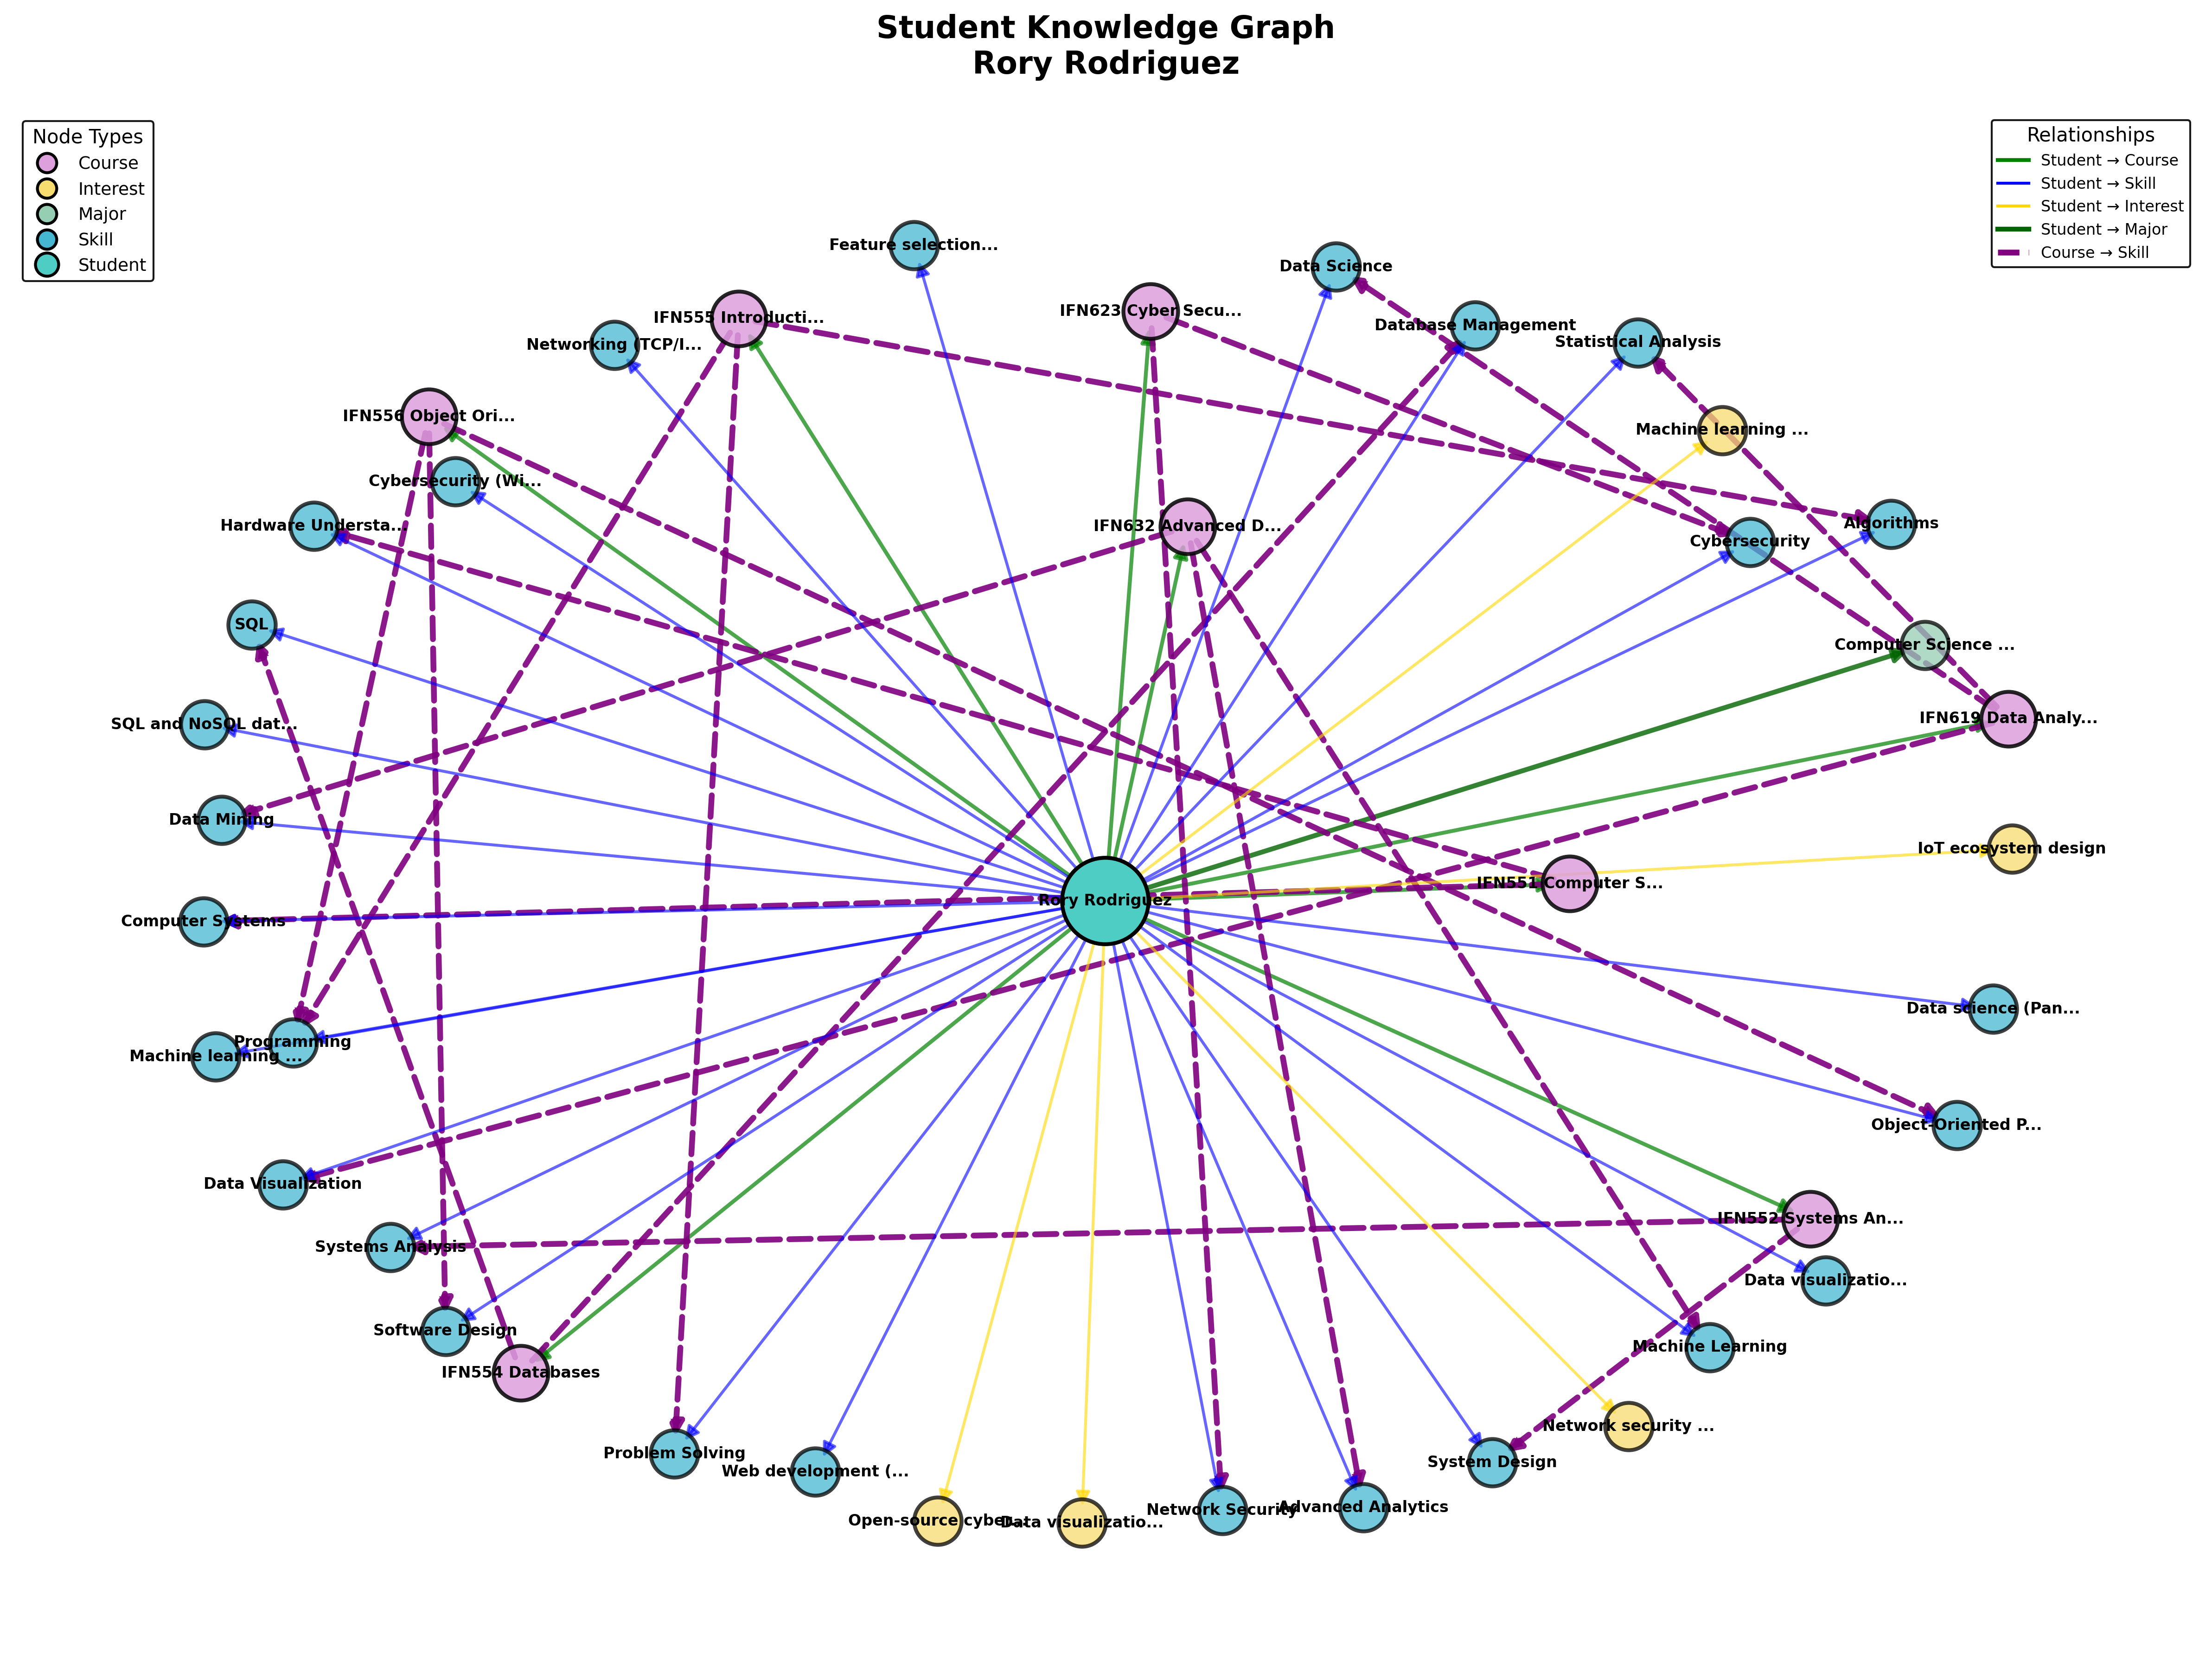 Student Knowledge Graph
Rory Rodriguez
Node Types
Course
Interest
Major
Skill
Student
Relationships
Student → Course
Student → Skill
Student → Interest
Student → Major
Course → Skill
Feature selection...
Data Science
IFN555 Introducti...
IFN623 Cyber Secu...
Database Management
Networking (TCP/I...
Statistical Analysis
IFN556 Object Ori...
Machine learning ...
Cybersecurity (Wi...
Hardware Understa...
IFN632 Advanced D...
Algorithms
Cybersecurity
SQL
Computer Science ...
SQL and NoSQL dat...
IFN619 Data Analy...
Data Mining
IoT ecosystem design
IFN551 Computer S...
Rory Rodriguez
Computer Systems
Data science (Pan...
Programming
Machine learning ...
Object-Oriented P...
Data Visualization
IFN552 Systems An...
Systems Analysis
Data visualizatio...
Software Design
Machine Learning
IFN554 Databases
Network security ...
Problem Solving
System Design
Web development (...
Open-source cyber...
Data visualizatio...
Network Security
Advanced Analytics